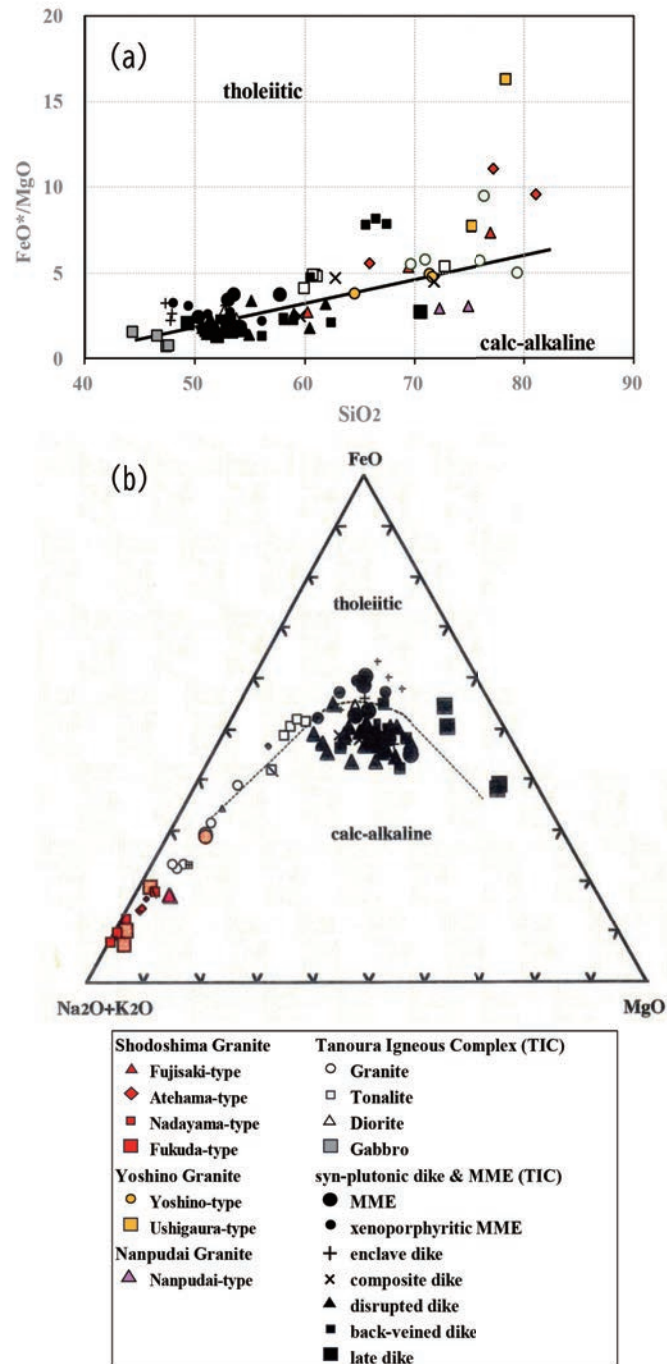 (a)
20
15
10
5
0
FeO*/MgO
tholeiitic
calc-alkaline
40 50 60 70 80 90
SiO2
(b)
FeO
tholeiitic
calc-alkaline
Na2O+K2O
MgO
Shodoshima Granite
Fujisaki-type
Atehama-type
Nadayama-type
Fukuda-type
Yoshino Granite
Yoshino-type
Ushigaura-type
Nanpudai Granite
Nanpudai-type
Tanoura Igneous Complex (TIC)
Granite
Tonalite
Diorite
Gabbro
syn-plutonic dike & MME (TIC)
MME
xenoporphyritic MME
enclave dike
composite dike
disrupted dike
back-veined dike
late dike